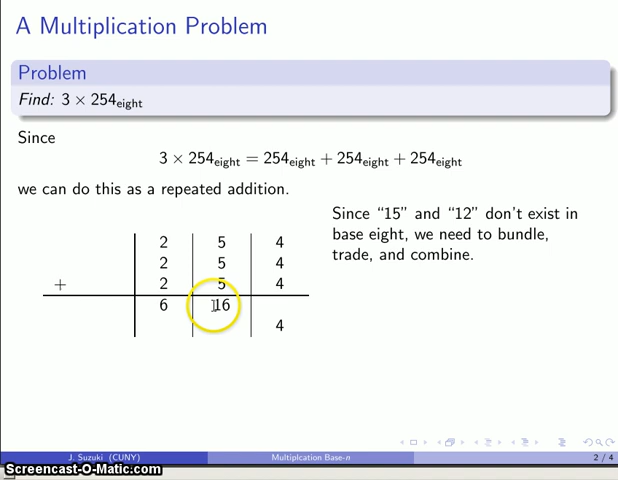 A Multiplication Problem
Problem
Find: 3 × 254eight
Since
3 × 254eight = 254eight + 254eight + 254eight
we can do this as a repeated addition.
Since “15” and “12” don’t exist in
base eight, we need to bundle,
trade, and combine.
2 5 4
2 5 4
+ 2 5 4
6 16
4
J. Suzuki (CUNY) Multiplcation Base-n 2 / 4
Screencast-O-Matic.com